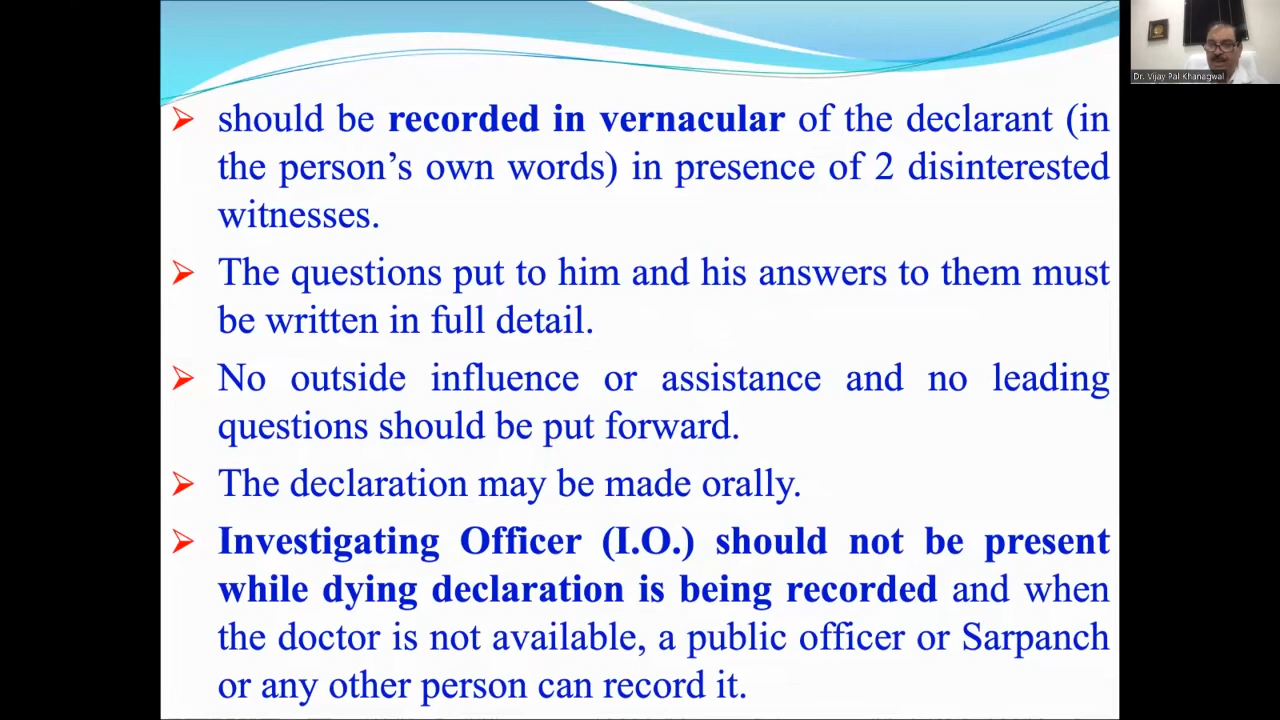 should be recorded in vernacular of the declarant (in
the person's own words) in presence of 2 disinterested
witnesses.
The questions put to him and his answers to them must
be written in full detail.
No outside influence or assistance and no leading
questions should be put forward.
The declaration may be made orally.
Investigating Officer (I.O.) should not be present
while dying declaration is being recorded and when
the doctor is not available, a public officer or Sarpanch
or any other person can record it.
Dr. Vijay Pal Khanagwal